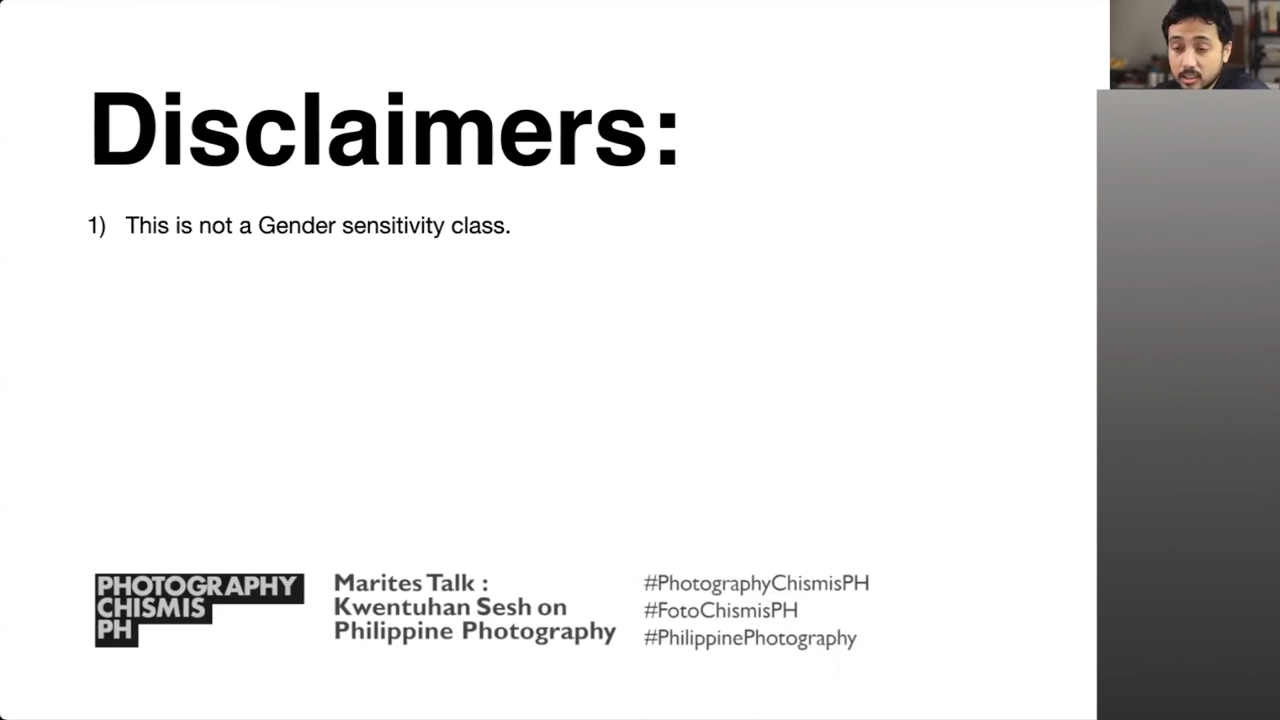 Disclaimers:
1) This is not a Gender sensitivity class.
PHOTOGRAPHY
CHISMIS
PH
Marites Talk :
Kwentuhan Sesh on
Philippine Photography
#PhotographyChismisPH
#FotoChismisPH
#PhilippinePhotography